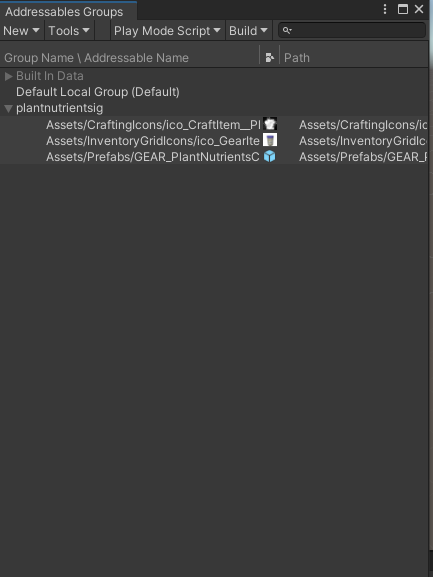 Addressables Groups
New Tools Play Mode Script Build
Group Name \ Addressable Name Path
Built In Data
Default Local Group (Default)
plantnutrientsig
Assets/CraftingIcons/ico_CraftItem__Pl Assets/CraftingIcons/ic
Assets/InventoryGridIcons/ico_GearIte Assets/InventoryGridIc
Assets/Prefabs/GEAR_PlantNutrientsC Assets/Prefabs/GEAR_P